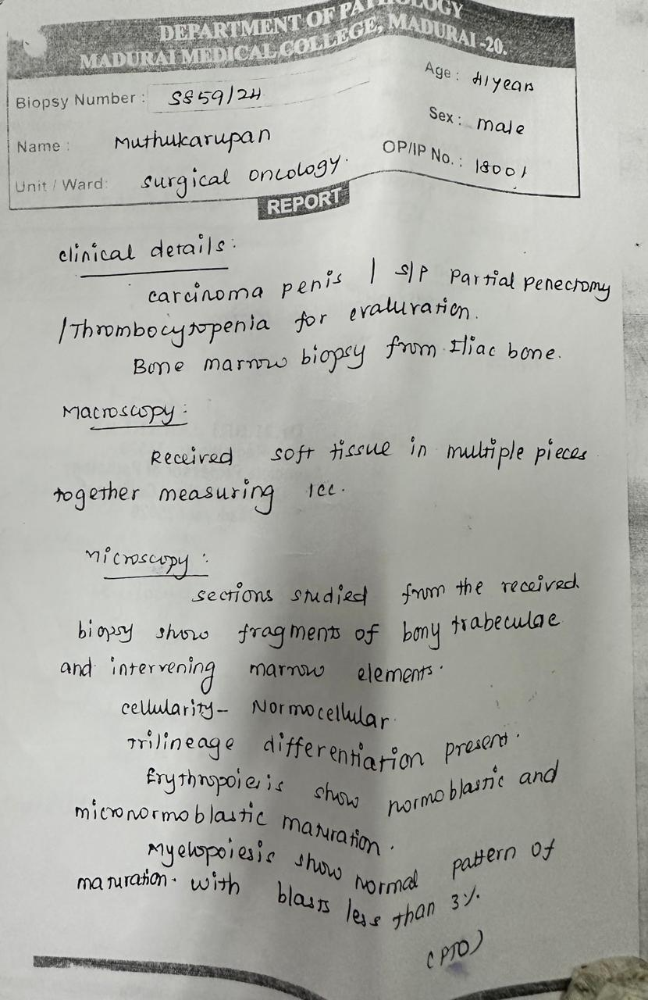 DEPARTMENT OF PATHOLOGY
MADURAI MEDICAL COLLEGE, MADURAI -20.
Biopsy Number : S859/24
Age : 41 years
Name : Muthukarupan
Sex : male
Unit / Ward: surgical oncology.
OP/IP No. : 18001
REPORT
clinical details:
carcinoma penis / S/P Partial penectomy
/Thrombocytopenia for evaluration.
Bone marrow biopsy from Iliac bone.
Macroscopy:
Received soft tissue in multiple pieces
together measuring 1cc.
Microscopy :
sections studied from the received
biopsy show fragments of bony trabeculae
and intervening marrow elements.
cellularity- Normocellular
Trilineage differentiation present.
Erythropoieis show normoblastic and
micronormoblastic maturation.
Myelopoiesis show normal pattern of
maturation. with blasts less than 3%.
(PTO)